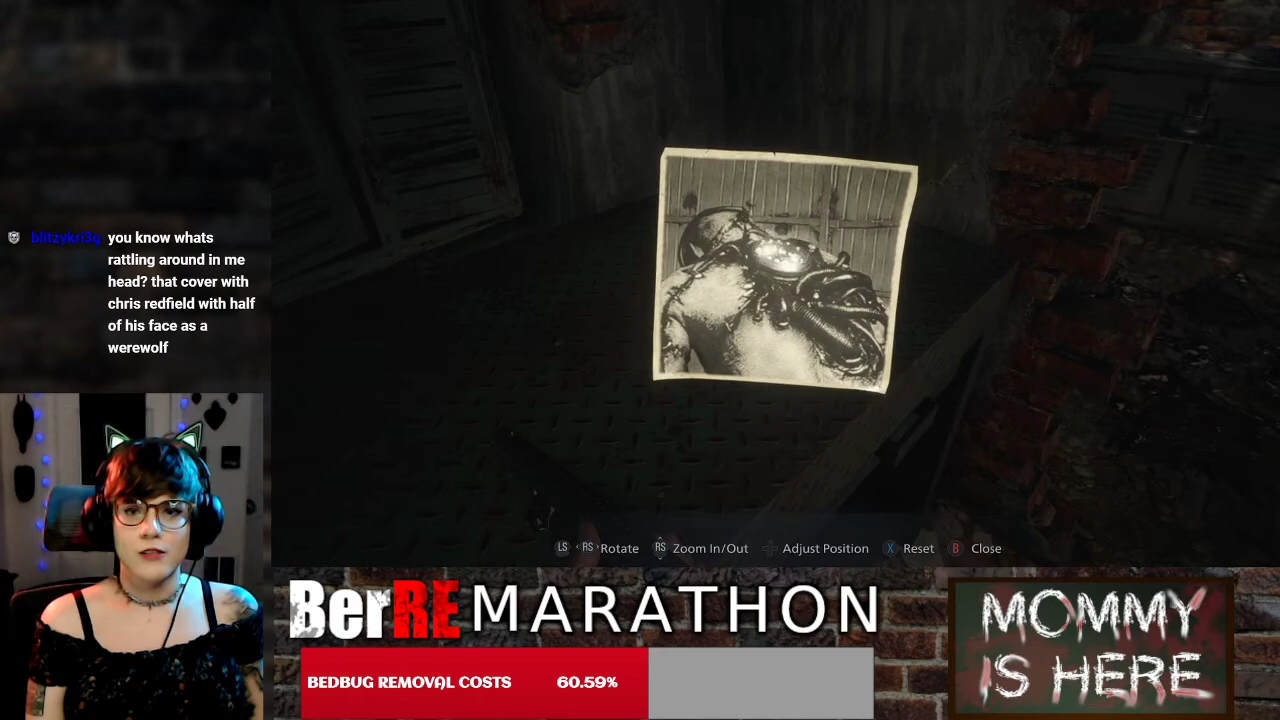 blitzykri3g you know whats
rattling around in me
head? that cover with
chris redfield with half
of his face as a
werewolf
LS RS Rotate RS Zoom In/Out Adjust Position X Reset B Close
BerRE MARATHON
BEDBUG REMOVAL COSTS 60.59%
MOMMY
IS HERE